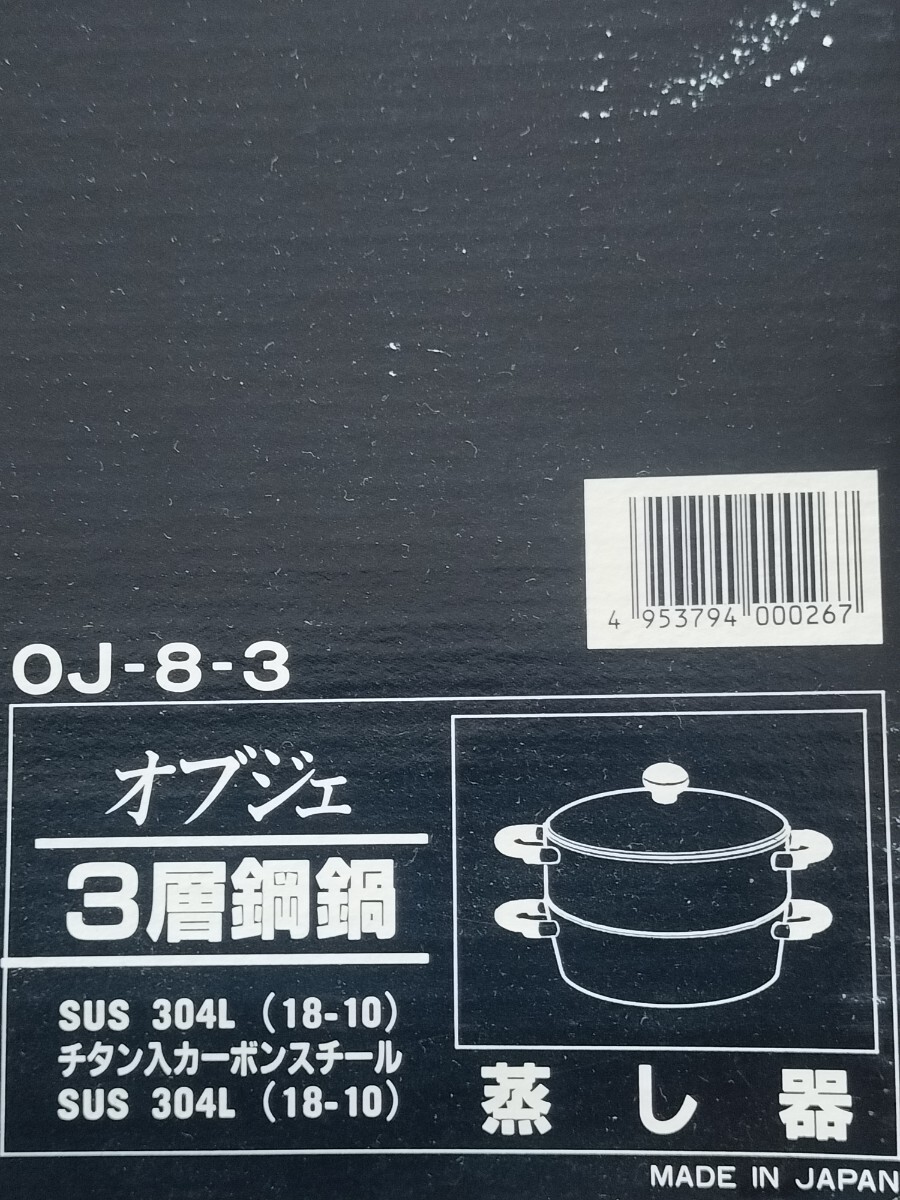 4 953794 000267
OJ-8-3
オブジェ
3層鋼鍋
SUS 304L (18-10)
チタン入カーボンスチール
SUS 304L (18-10)
蒸し器
MADE IN JAPAN